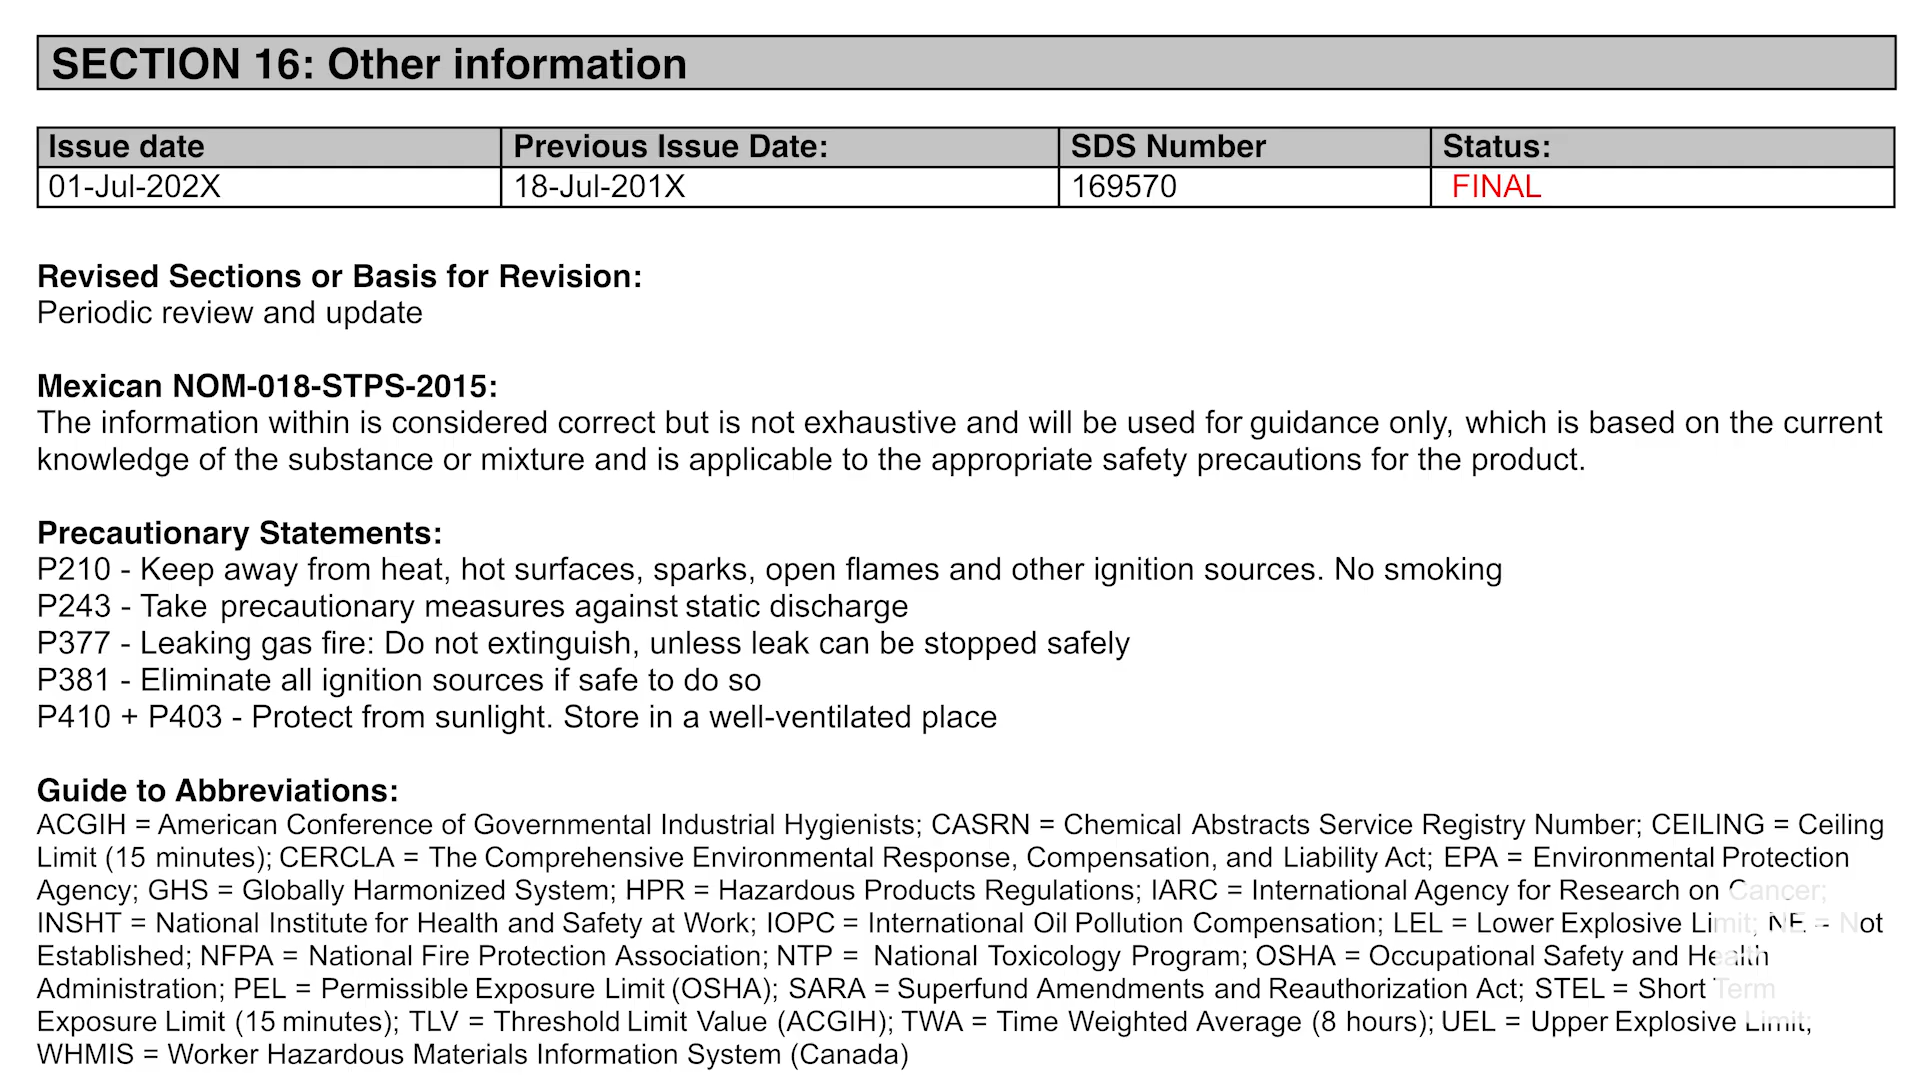 SECTION 16: Other information
Issue date Previous Issue Date: SDS Number Status:
01-Jul-202X 18-Jul-201X 169570 FINAL
Revised Sections or Basis for Revision:
Periodic review and update
Mexican NOM-018-STPS-2015:
The information within is considered correct but is not exhaustive and will be used for guidance only, which is based on the current
knowledge of the substance or mixture and is applicable to the appropriate safety precautions for the product.
Precautionary Statements:
P210 - Keep away from heat, hot surfaces, sparks, open flames and other ignition sources. No smoking
P243 - Take precautionary measures against static discharge
P377 - Leaking gas fire: Do not extinguish, unless leak can be stopped safely
P381 - Eliminate all ignition sources if safe to do so
P410 + P403 - Protect from sunlight. Store in a well-ventilated place
Guide to Abbreviations:
ACGIH = American Conference of Governmental Industrial Hygienists; CASRN = Chemical Abstracts Service Registry Number; CEILING = Ceiling
Limit (15 minutes); CERCLA = The Comprehensive Environmental Response, Compensation, and Liability Act; EPA = Environmental Protection
Agency; GHS = Globally Harmonized System; HPR = Hazardous Products Regulations; IARC = International Agency for Research on Cancer;
INSHT = National Institute for Health and Safety at Work; IOPC = International Oil Pollution Compensation; LEL = Lower Explosive Limit; NE = Not
Established; NFPA = National Fire Protection Association; NTP = National Toxicology Program; OSHA = Occupational Safety and Health
Administration; PEL = Permissible Exposure Limit (OSHA); SARA = Superfund Amendments and Reauthorization Act; STEL = Short Term
Exposure Limit (15 minutes); TLV = Threshold Limit Value (ACGIH); TWA = Time Weighted Average (8 hours); UEL = Upper Explosive Limit;
WHMIS = Worker Hazardous Materials Information System (Canada)